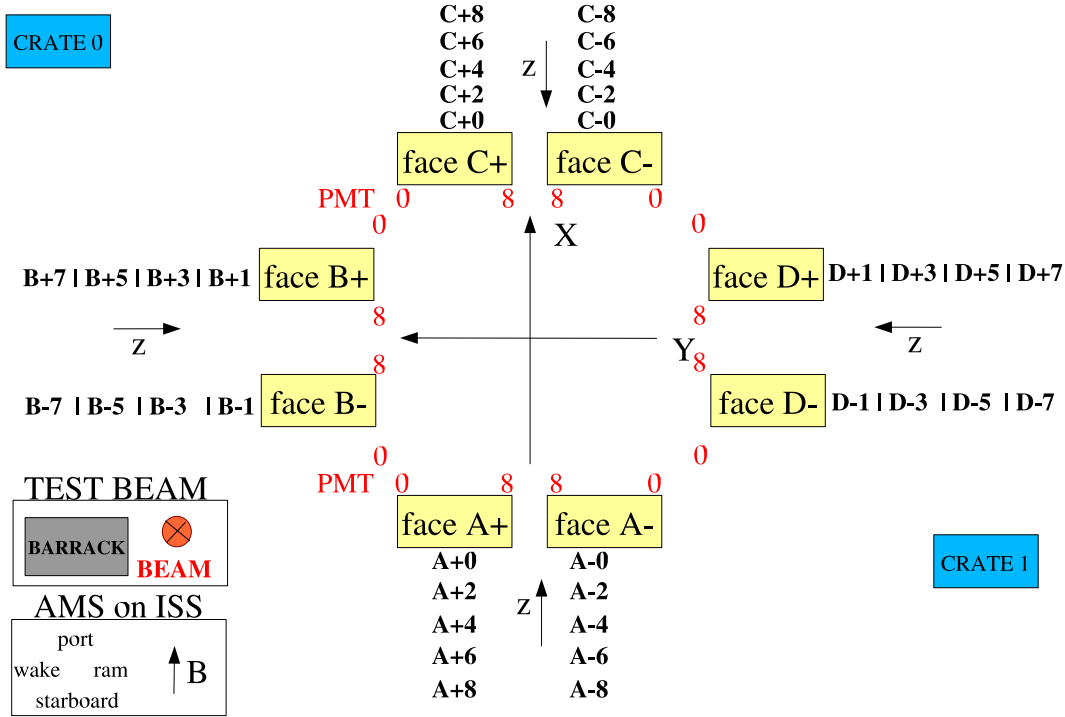 CRATE 0
C+8 C-8
C+6 C-6
C+4 z C-4
C+2 C-2
C+0 C-0
face C+ face C-
PMT 0 8 8 0
0 0
X
B+7 | B+5 | B+3 | B+1 face B+ face D+ D+1 | D+3 | D+5 | D+7
8 8
z Y z
8 8
B-7 | B-5 | B-3 | B-1 face B- face D- D-1 | D-3 | D-5 | D-7
0 0
PMT 0 8 8 0
TEST BEAM
face A+ face A-
BARRACK
BEAM
CRATE 1
A+0 A-0
A+2 A-2
z
A+4 A-4
A+6 A-6
A+8 A-8
AMS on ISS
port
wake ram B
starboard